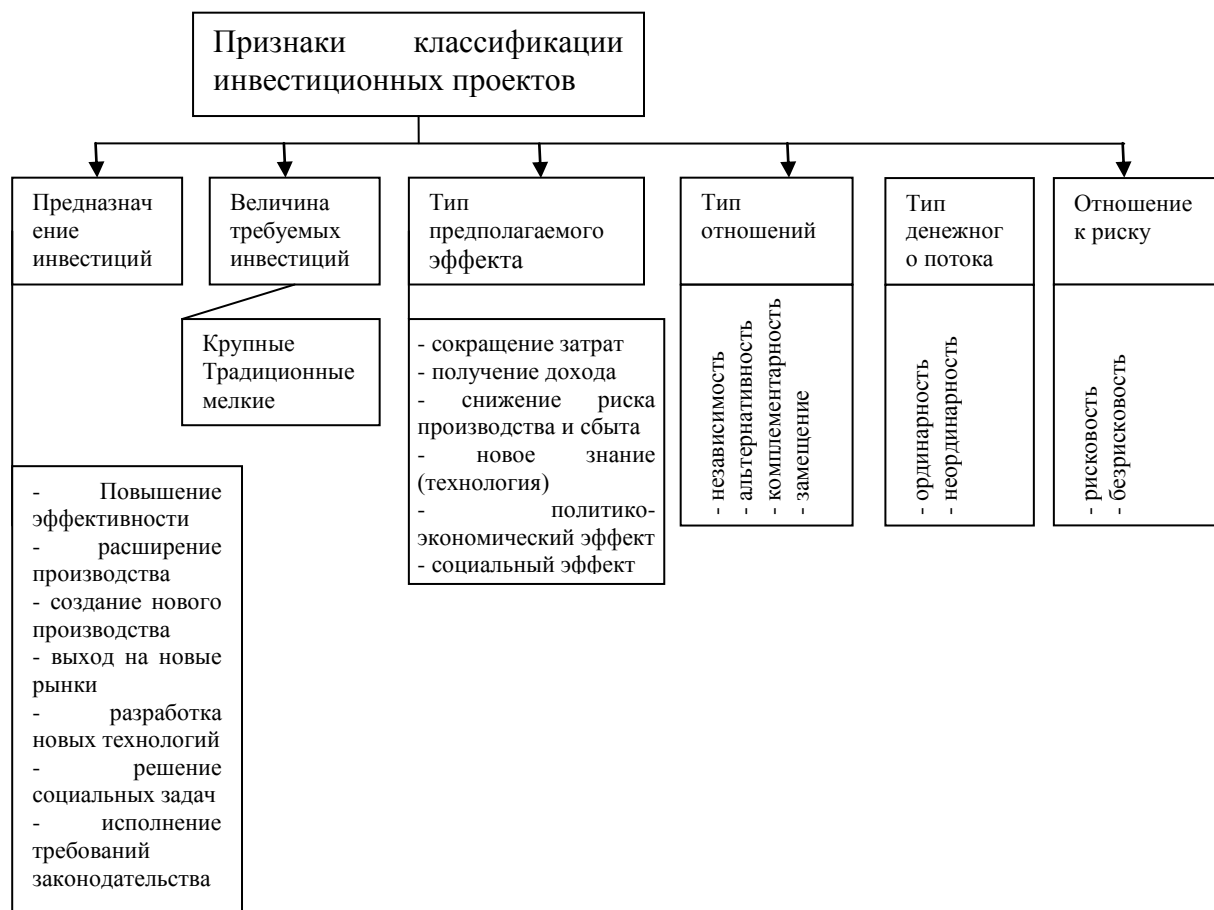 Признаки классификации
инвестиционных проектов
Предназнач
ение
инвестиций
Величина
требуемых
инвестиций
Тип
предполагаемого
эффекта
Тип
отношений
Тип
денежног
о потока
Отношение
к риску
Крупные
Традиционные
мелкие
- сокращение затрат
- получение дохода
- снижение риска
производства и сбыта
- новое знание
(технология)
- политико-
экономический эффект
- социальный эффект
- независимость
- альтернативность
- комплементарность
- замещение
- ординарность
- неординарность
- рисковость
- безрисковость
- Повышение
эффективности
- расширение
производства
- создание нового
производства
- выход на новые
рынки
- разработка
новых технологий
- решение
социальных задач
- исполнение
требований
законодательства